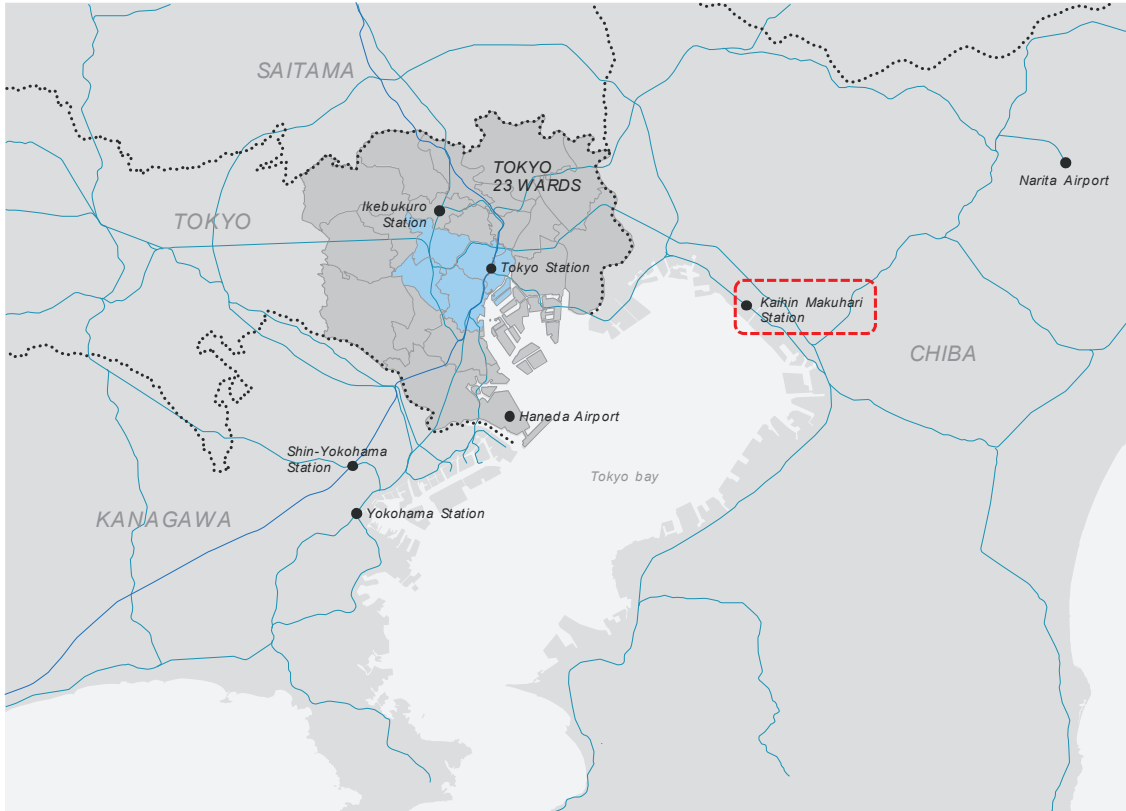 SAITAMA
TOKYO
23 WARDS
Narita Airport
Ikebukuro
Station
TOKYO
Tokyo Station
Kaihin Makuhari
Station
CHIBA
Haneda Airport
Shin-Yokohama
Station
Tokyo bay
KANAGAWA
Yokohama Station